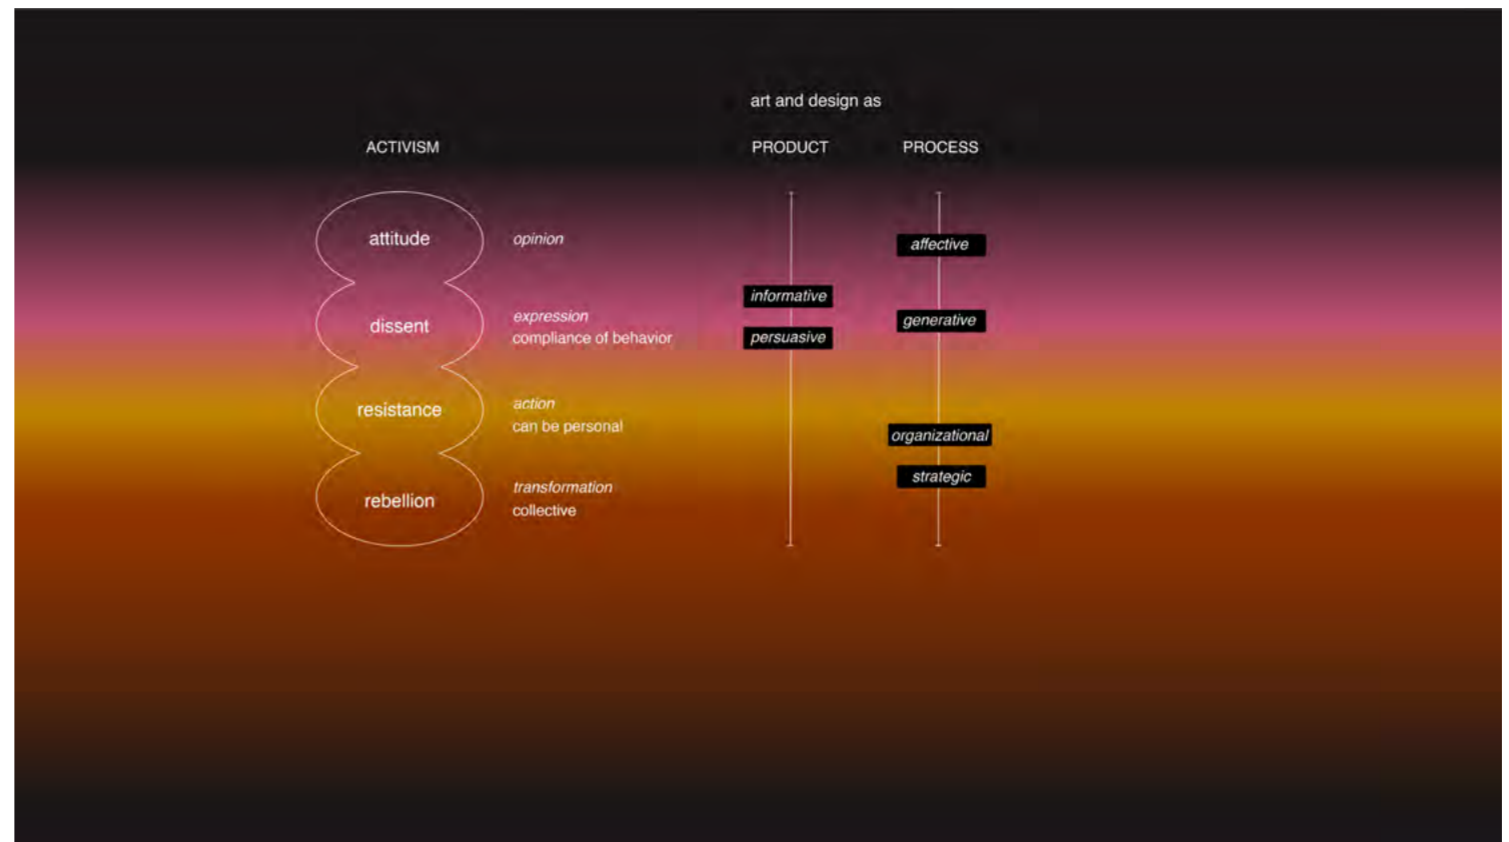 art and design as
ACTIVISM
PRODUCT
PROCESS
attitude
opinion
affective
informative
dissent
expression
compliance of behavior
generative
persuasive
resistance
action
can be personal
organizational
strategic
rebellion
transformation
collective